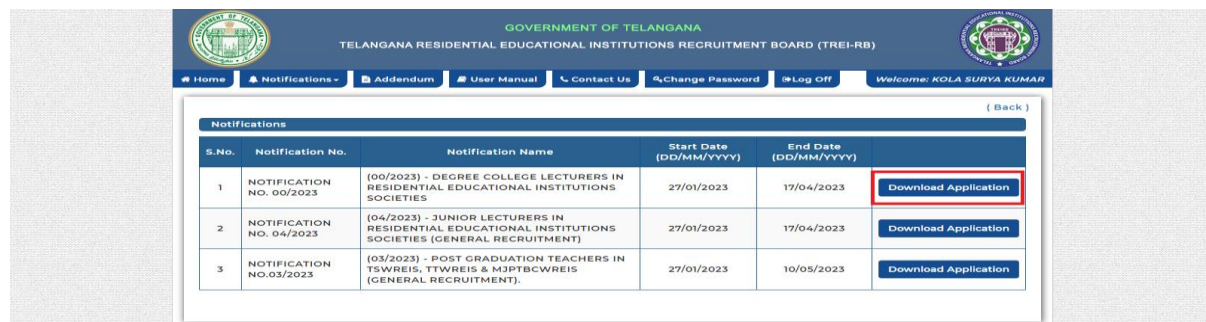 GOVERNMENT OF TELANGANA
TELANGANA RESIDENTIAL EDUCATIONAL INSTITUTIONS RECRUITMENT BOARD (TREI-RB)
Home Notifications Addendum User Manual Contact Us Change Password Log Off Welcome: KOLA SURYA KUMAR
( Back )
Notifications
S.No. Notification No. Notification Name Start Date (DD/MM/YYYY) End Date (DD/MM/YYYY)
1 NOTIFICATION NO. 00/2023 (00/2023) - DEGREE COLLEGE LECTURERS IN
RESIDENTIAL EDUCATIONAL INSTITUTIONS
SOCIETIES 27/01/2023 17/04/2023 Download Application
2 NOTIFICATION NO. 04/2023 (04/2023) - JUNIOR LECTURERS IN
RESIDENTIAL EDUCATIONAL INSTITUTIONS
SOCIETIES (GENERAL RECRUITMENT) 27/01/2023 17/04/2023 Download Application
3 NOTIFICATION NO.03/2023 (03/2023) - POST GRADUATION TEACHERS IN
TSWREIS, TTWREIS & MJPTBCWREIS
(GENERAL RECRUITMENT). 27/01/2023 10/05/2023 Download Application